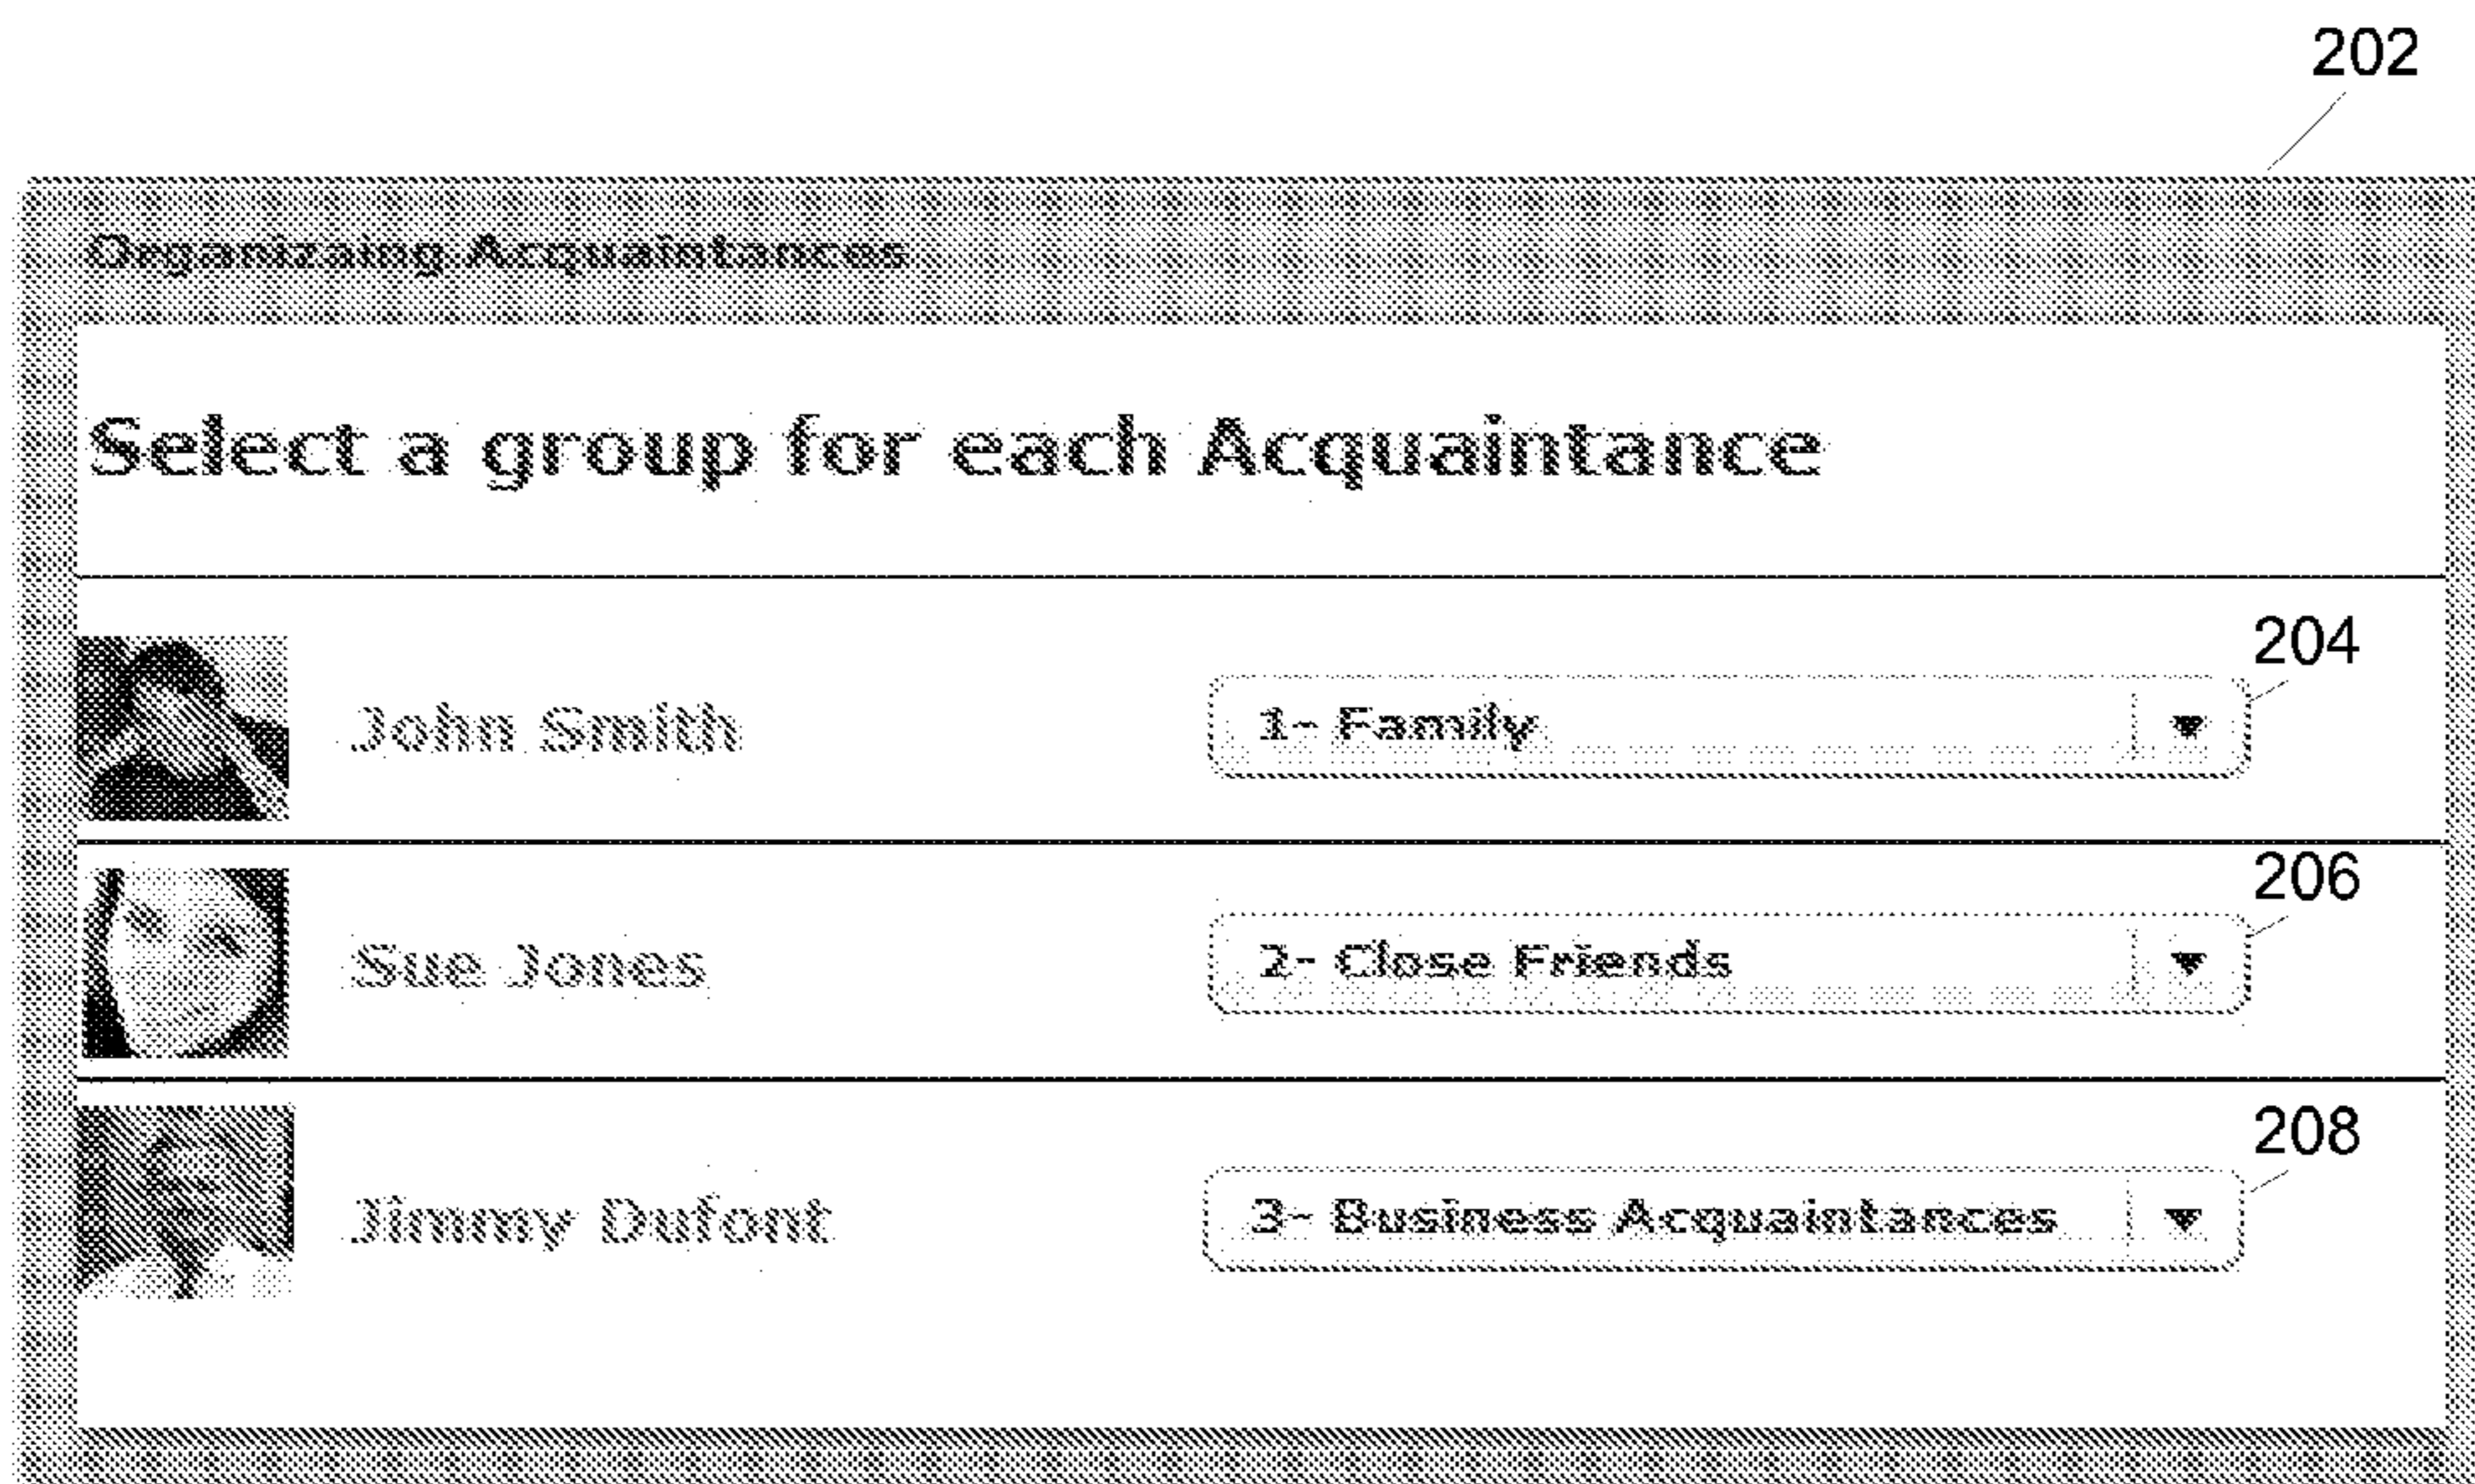 202
Organizaing Acquaintances
Select a group for each Acquaintance
204
John Smith 1- Family
206
Sue Jones 2- Close Friends
208
Jimmy Dufont 3- Business Acquaintances